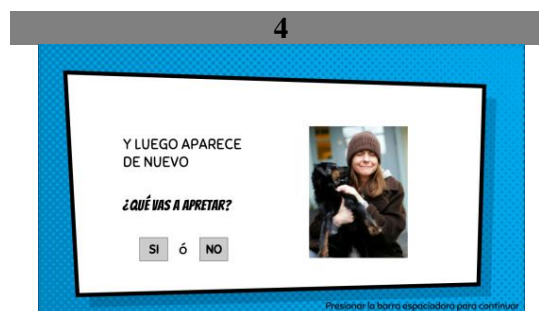 4
Y LUEGO APARECE
DE NUEVO
¿QUÉ VAS A APRETAR?
SI ó NO
Presionar la barra espaciadora para continuar